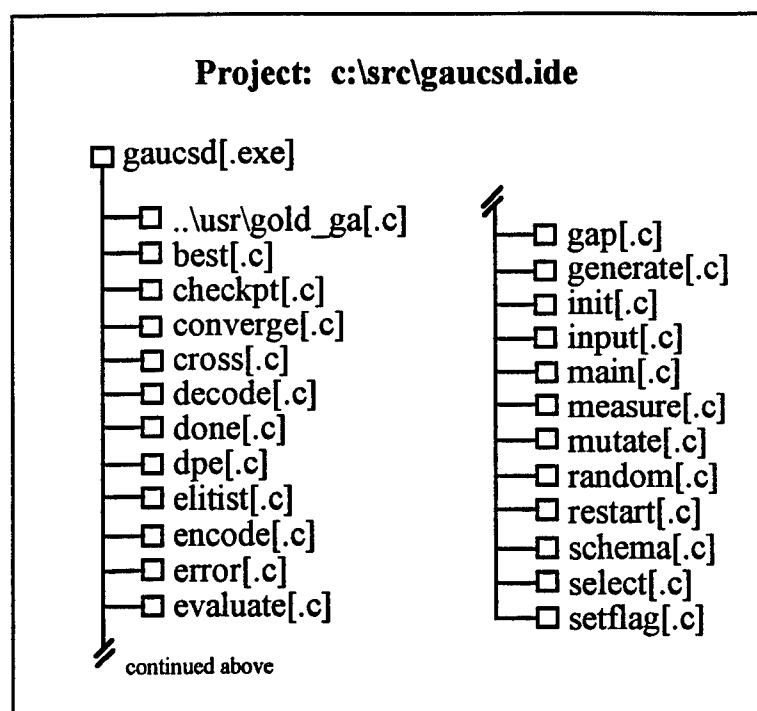 Project: c:\src\gaucsd.ide
gaucsd[.exe]
..\usr\gold_ga[.c]
best[.c]
checkpt[.c]
converge[.c]
cross[.c]
decode[.c]
done[.c]
dpe[.c]
elitist[.c]
encode[.c]
error[.c]
evaluate[.c]
continued above
gap[.c]
generate[.c]
init[.c]
input[.c]
main[.c]
measure[.c]
mutate[.c]
random[.c]
restart[.c]
schema[.c]
select[.c]
setflag[.c]